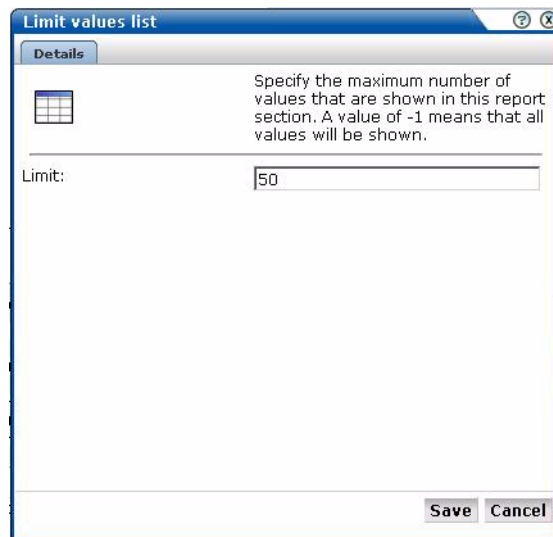 Limit values list
Details
Specify the maximum number of
values that are shown in this report
section. A value of -1 means that all
values will be shown.
Limit:
50
Save Cancel